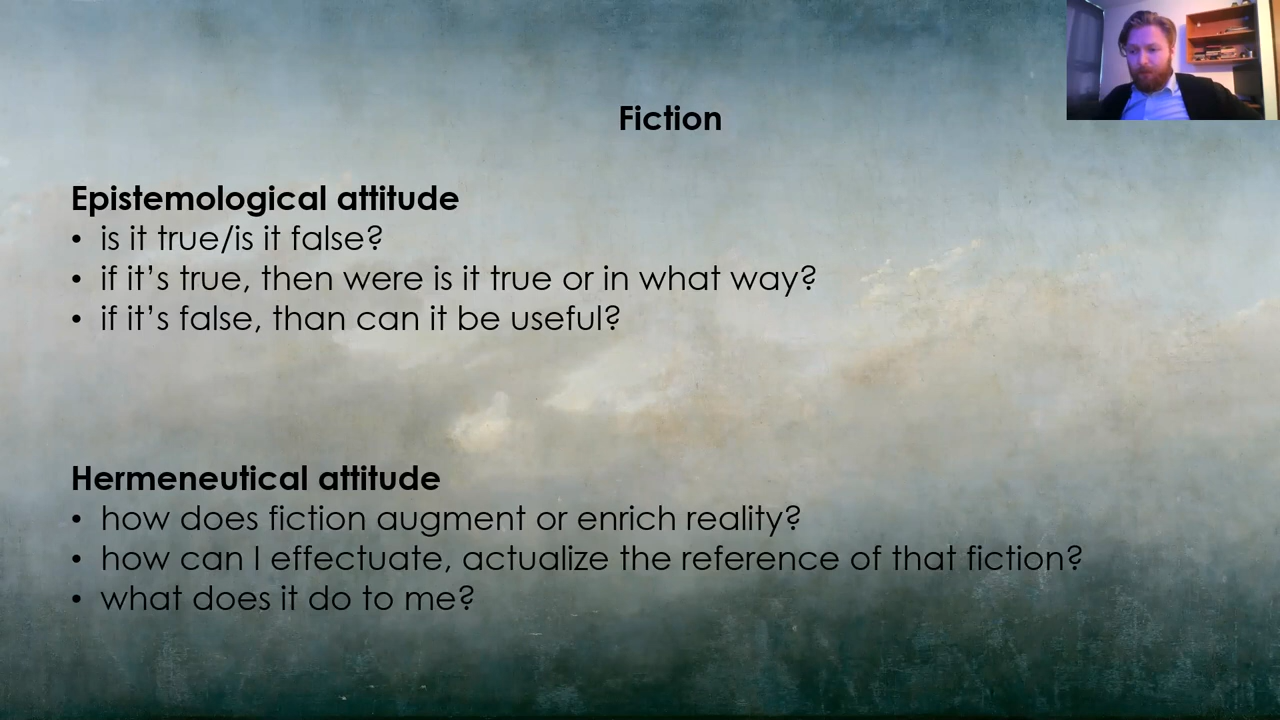 Fiction
Epistemological attitude
• is it true/is it false?
• if it’s true, then were is it true or in what way?
• if it’s false, than can it be useful?
Hermeneutical attitude
• how does fiction augment or enrich reality?
• how can I effectuate, actualize the reference of that fiction?
• what does it do to me?